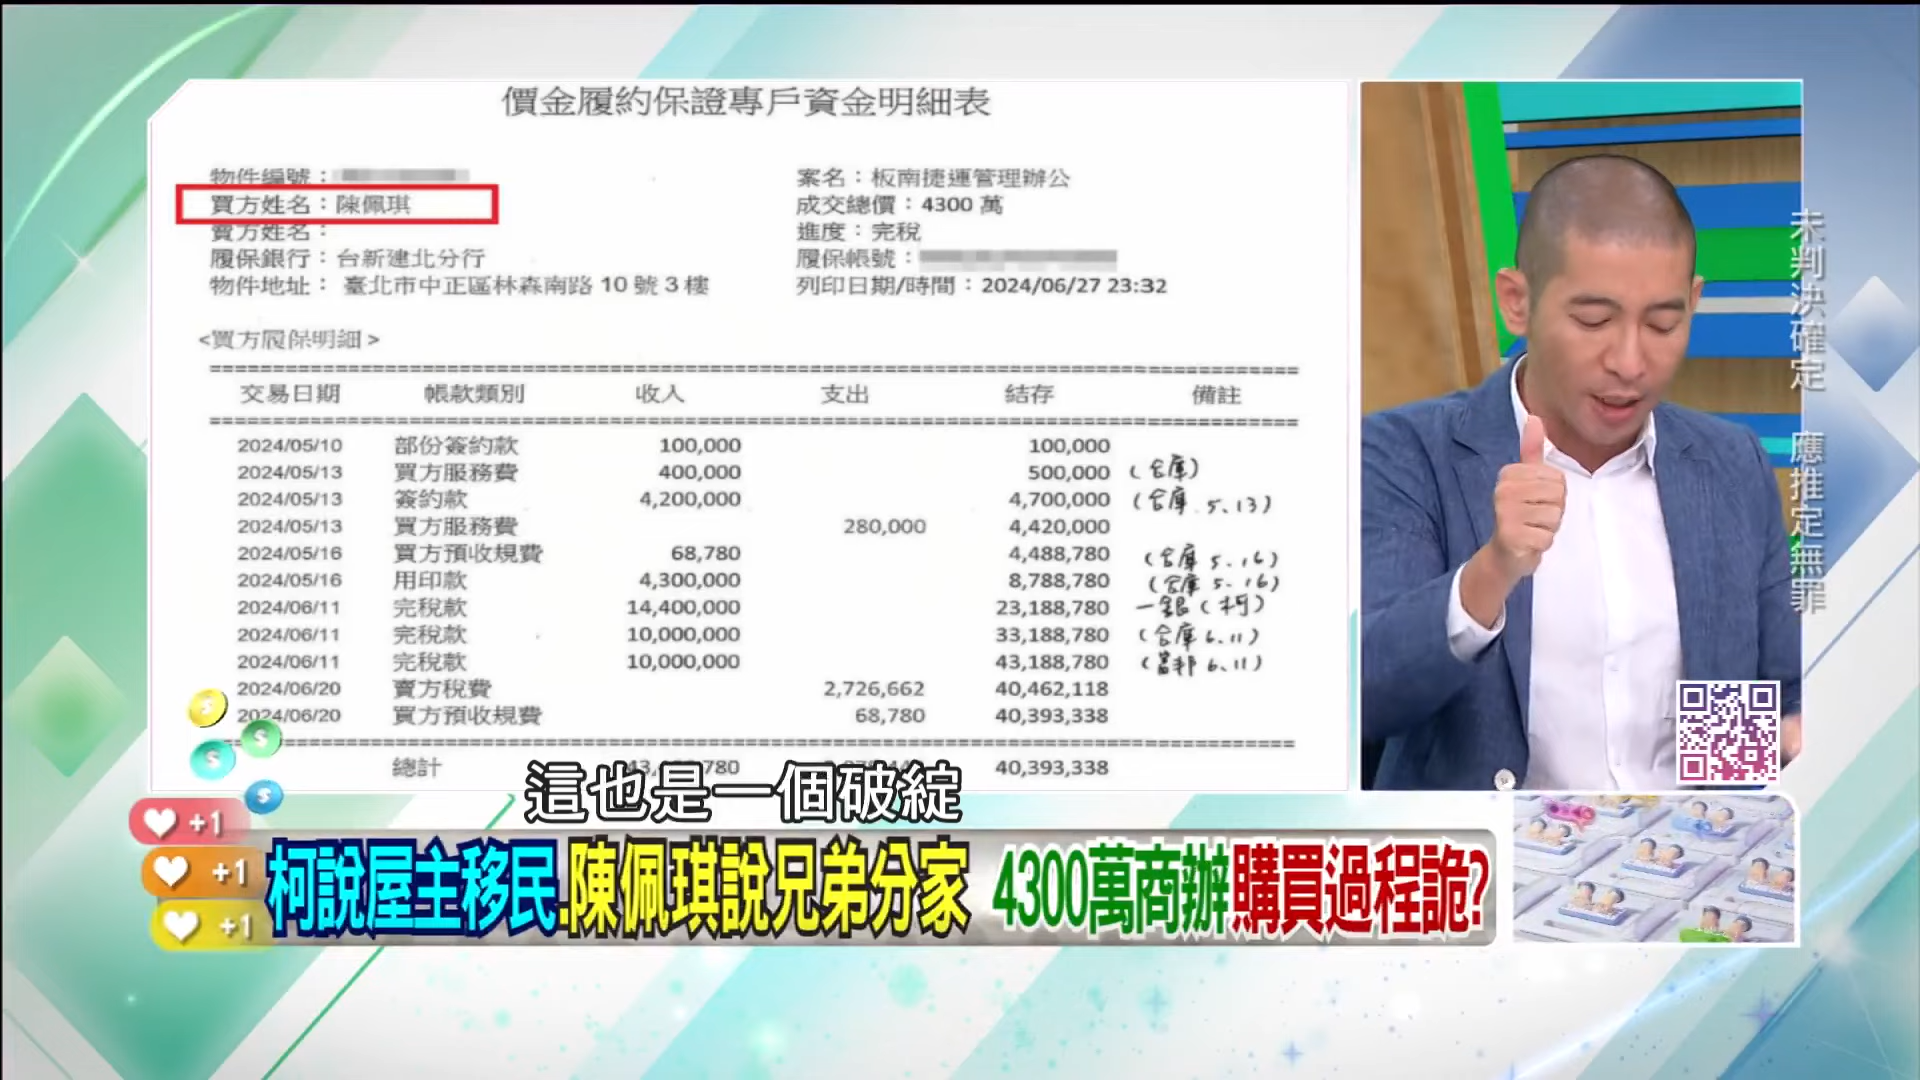 價金履約保證專戶資金明細表
物件編號：
買方姓名：陳佩琪
賣方姓名：
履保銀行：台新建北分行
物件地址： 臺北市中正區林森南路 10 號 3 樓
案名：板南捷運管理辦公
成交總價：4300 萬
進度：完稅
履保帳號：
列印日期/時間：2024/06/27 23:32
<買方履保明細>
交易日期 帳款類別 收入 支出 結存 備註
2024/05/10 部份簽約款 100,000 100,000
2024/05/13 買方服務費 400,000 500,000 (合庫)
2024/05/13 簽約款 4,200,000 4,700,000 (合庫 5.13)
2024/05/13 買方服務費 280,000 4,420,000
2024/05/16 買方預收規費 68,780 4,488,780 (合庫 5.16)
2024/05/16 用印款 4,300,000 8,788,780 (合庫 5.16)
2024/06/11 完稅款 14,400,000 23,188,780 一銀(柯)
2024/06/11 完稅款 10,000,000 33,188,780 (合庫 6.11)
2024/06/11 完稅款 10,000,000 43,188,780 (富邦 6.11)
2024/06/20 賣方稅費 2,726,662 40,462,118
2024/06/20 買方預收規費 68,780 40,393,338
總計 40,393,338
這也是一個破綻
+1
+1
+1
柯說屋主移民.陳佩琪說兄弟分家 4300萬商辦購買過程詭?
未判決確定 應推定無罪